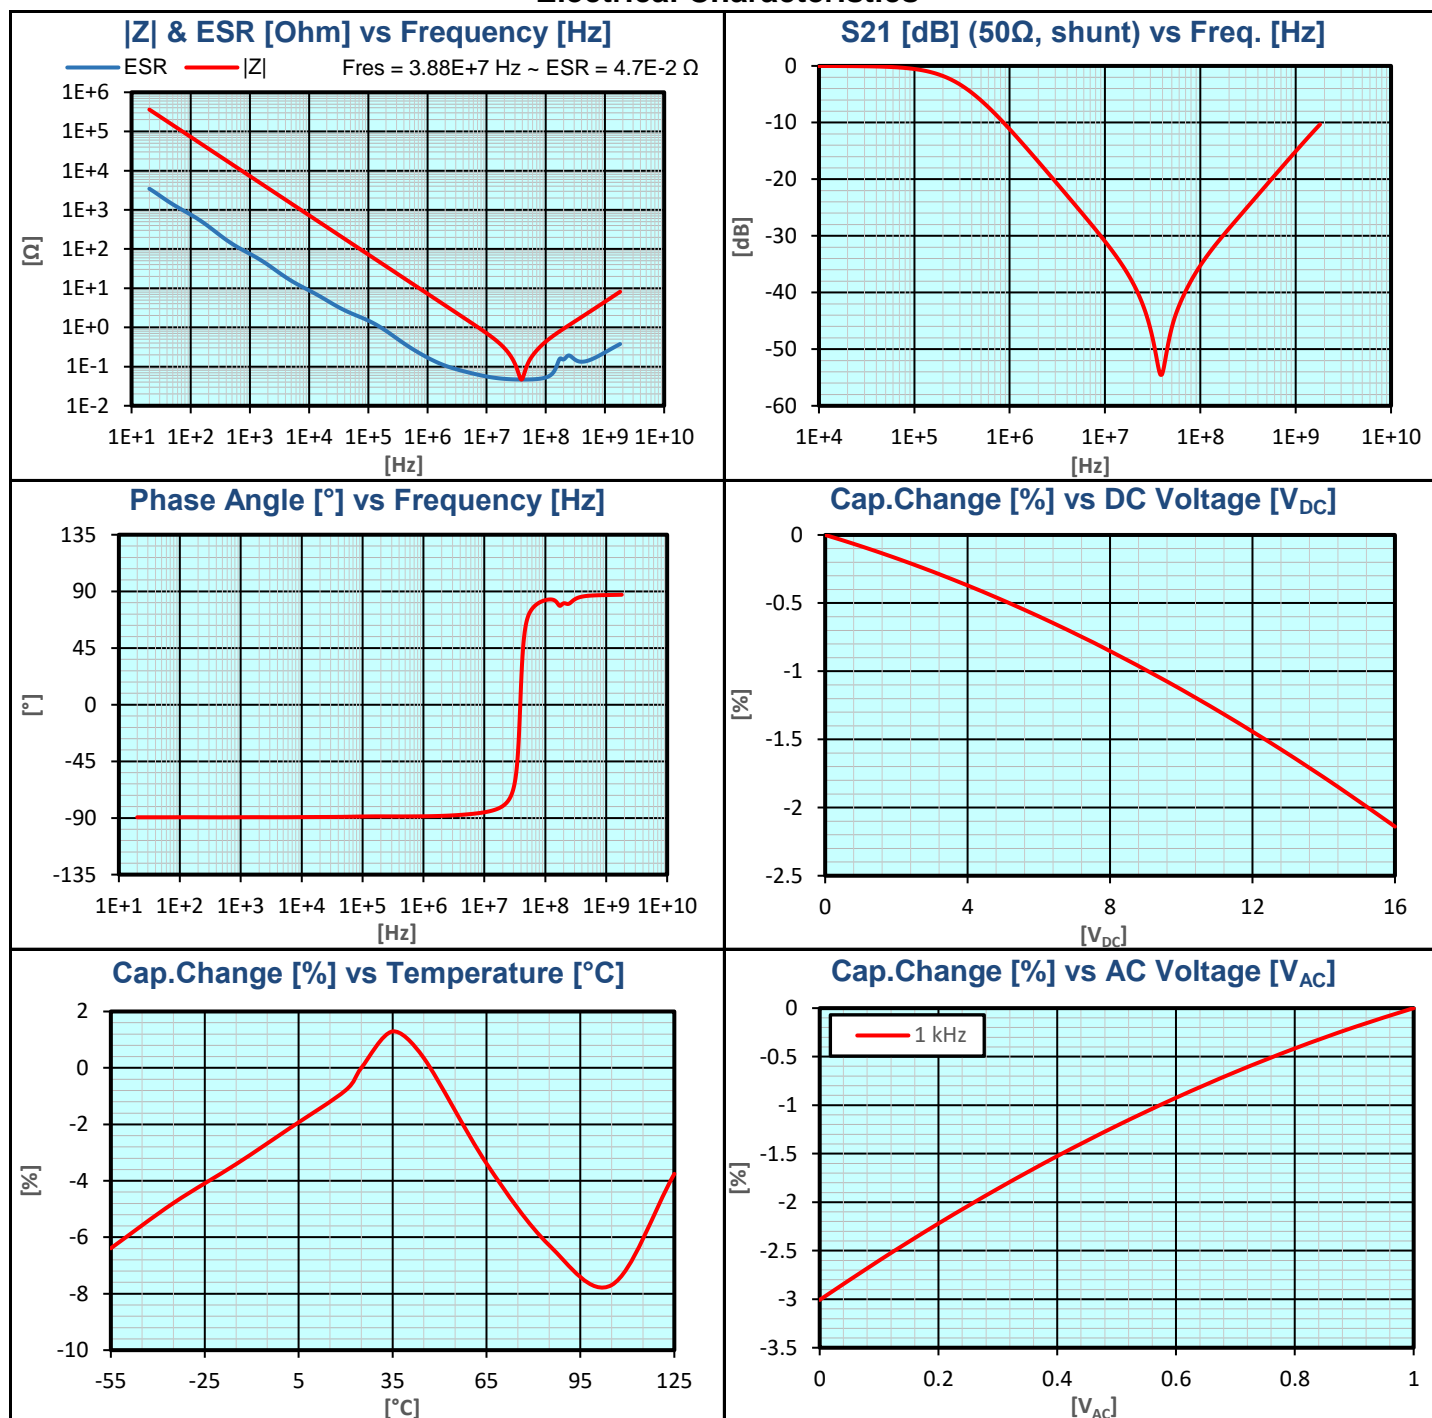 |Z| & ESR [Ohm] vs Frequency [Hz]
ESR |Z| Fres = 3.88E+7 Hz ~ ESR = 4.7E-2 Ω
1E+6
1E+5
1E+4
1E+3
1E+2
1E+1
1E+0
1E-1
1E-2
[Ω]
1E+1 1E+2 1E+3 1E+4 1E+5 1E+6 1E+7 1E+8 1E+9 1E+10
[Hz]
S21 [dB] (50Ω, shunt) vs Freq. [Hz]
0
-10
-20
-30
-40
-50
-60
[dB]
1E+4 1E+5 1E+6 1E+7 1E+8 1E+9 1E+10
[Hz]
Phase Angle [°] vs Frequency [Hz]
135
90
45
0
-45
-90
-135
[°]
1E+1 1E+2 1E+3 1E+4 1E+5 1E+6 1E+7 1E+8 1E+9 1E+10
[Hz]
Cap.Change [%] vs DC Voltage [VDC]
0
-0.5
-1
-1.5
-2
-2.5
[%]
0 4 8 12 16
[VDC]
Cap.Change [%] vs Temperature [°C]
2
0
-2
-4
-6
-8
-10
[%]
-55 -25 5 35 65 95 125
[°C]
Cap.Change [%] vs AC Voltage [VAC]
1 kHz
0
-0.5
-1
-1.5
-2
-2.5
-3
-3.5
[%]
0 0.2 0.4 0.6 0.8 1
[VAC]